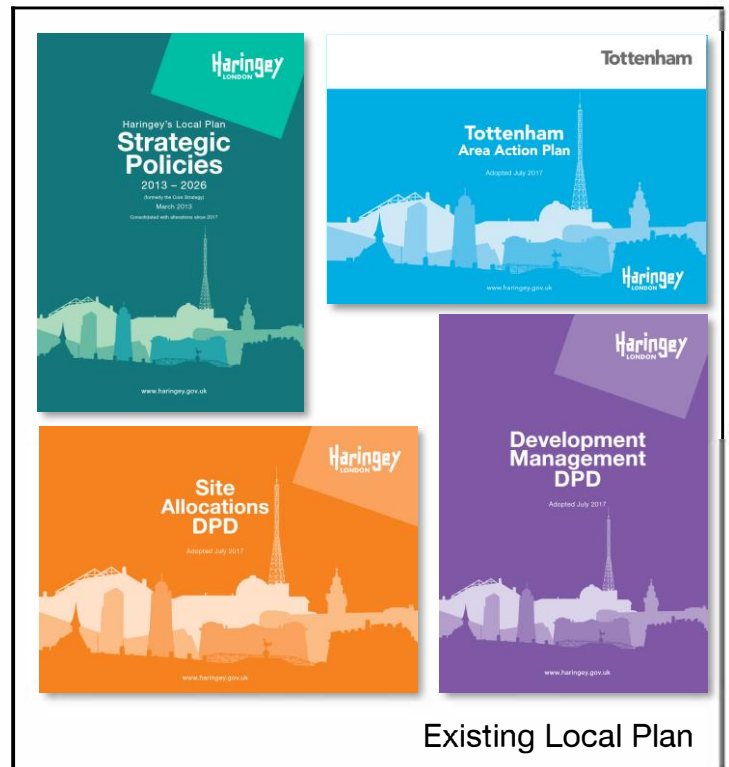 Haringey
LONDON
Haringey's Local Plan
Strategic
Policies
2013 – 2026
(formerly the Core Strategy)
March 2013
Consolidated with alterations since 2017
www.haringey.gov.uk
Tottenham
Tottenham
Area Action Plan
Adopted July 2017
www.haringey.gov.uk
Haringey
LONDON
Haringey
LONDON
Site
Allocations
DPD
Adopted July 2017
www.haringey.gov.uk
Haringey
LONDON
Development
Management
DPD
Adopted July 2017
www.haringey.gov.uk
Existing Local Plan